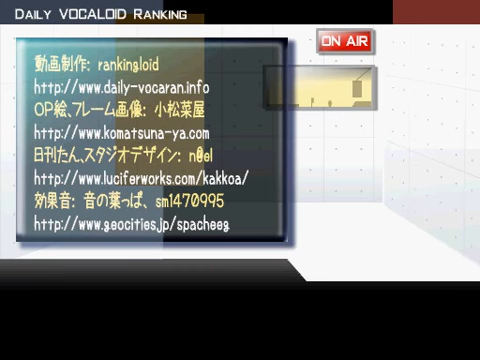 DAILY VOCALOID RANKING
ON AIR
動画制作: rankingloid
http://www.daily-vocaran.info
OP絵、フレーム画像: 小松菜屋
http://www.komatsuna-ya.com
日刊たん、スタジオデザイン: n@el
http://www.luciferworks.com/kakkoa/
効果音: 音の葉っぱ、 sm1470995
http://www.geocities.jp/spacheeg